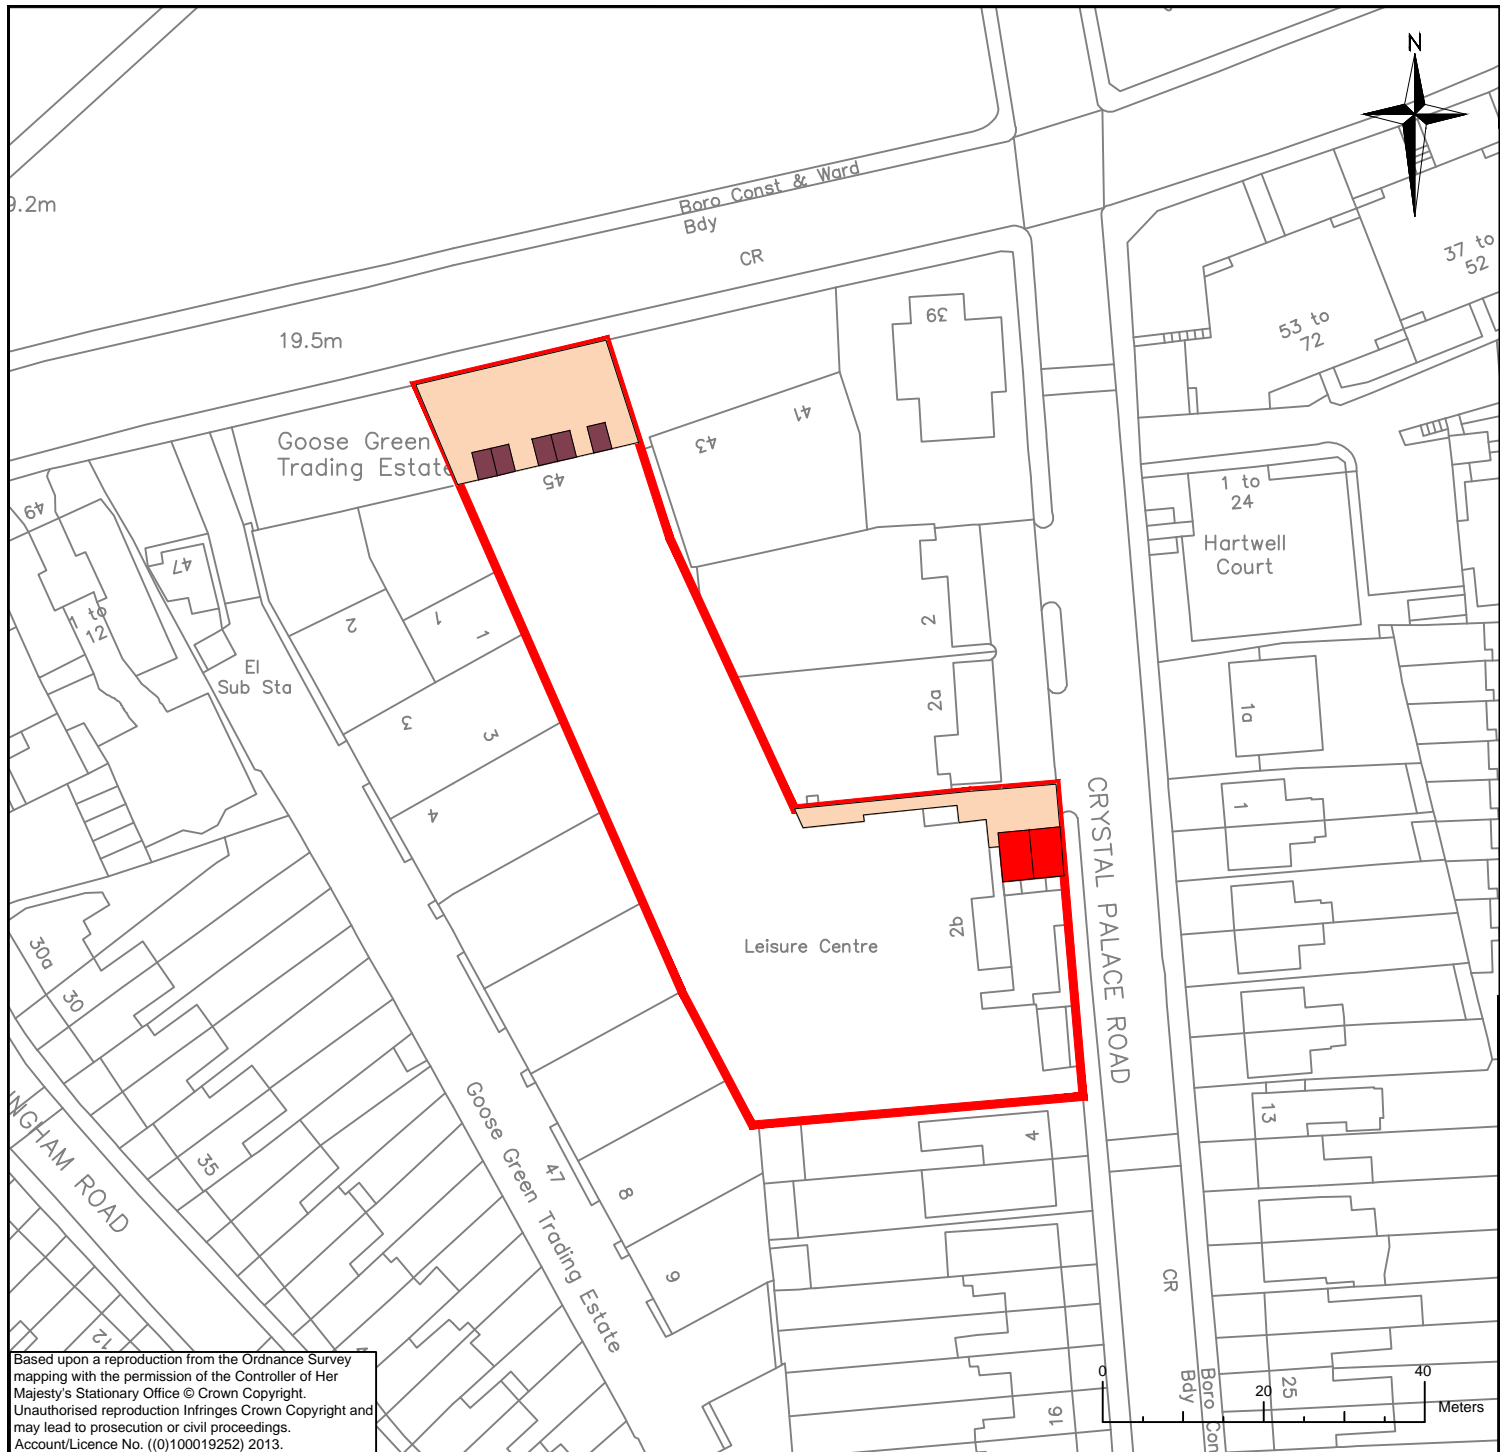 N
9.2m
Boro Const & Ward
Bdy
CR
37 to
52
39
53 to
72
19.5m
41
43
Goose Green
Trading Estate
45
49
47
1 to
24
Hartwell
Court
1 to
12
2
1
1
2
El
Sub Sta
3
3
2a
1a
4
1
CRYSTAL PALACE ROAD
2b
Leisure Centre
30a
30
INGHAM ROAD
35
Goose Green Trading Estate
47
8
9
4
13
CR
12
16
25
Boro Con
Bdy
0
20
40
Meters
Based upon a reproduction from the Ordnance Survey
mapping with the permission of the Controller of Her
Majesty's Stationary Office © Crown Copyright.
Unauthorised reproduction Infringes Crown Copyright and
may lead to prosecution or civil proceedings.
Account/Licence No. ((0)100019252) 2013.